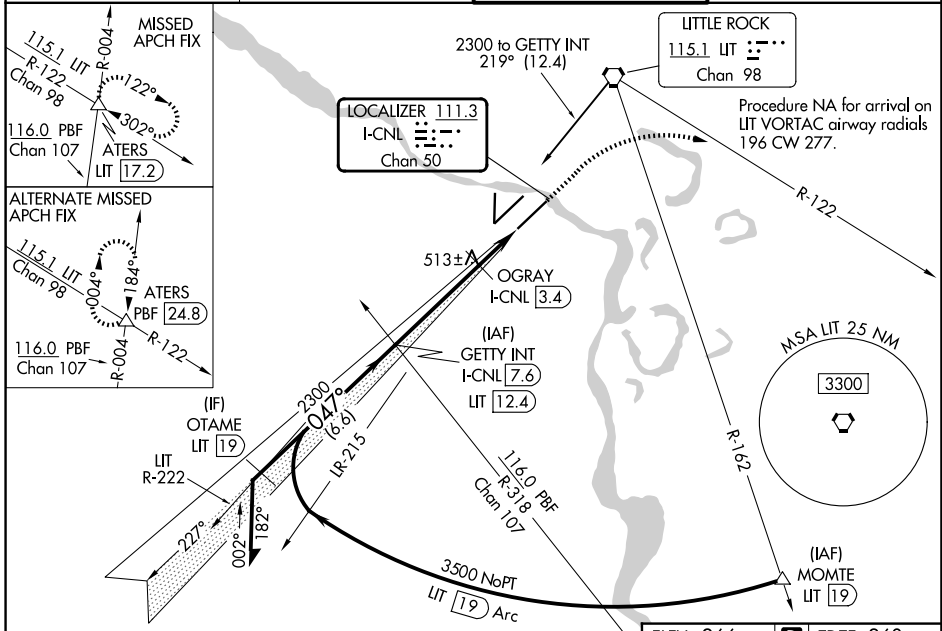 MISSED
APCH FIX
R-004
115.1 LIT
R-122
Chan 98
122°
302°
116.0 PBF
Chan 107
ATERS
LIT 17.2
ALTERNATE MISSED
APCH FIX
115.1 LIT
Chan 98
004°
184°
ATERS
PBF 24.8
116.0 PBF
Chan 107
R-004
R-122
2300 to GETTY INT
219° (12.4)
LITTLE ROCK
115.1 LIT
Chan 98
LOCALIZER 111.3
I-CNL
Chan 50
Procedure NA for arrival on
LIT VORTAC airway radials
196 CW 277.
R-122
513±
OGRAY
I-CNL 3.4
(IAF)
GETTY INT
I-CNL 7.6
LIT 12.4
MSA LIT 25 NM
3300
2300
047°
(6.6)
(IF)
OTAME
LIT 19
LIT
R-222
LR-215
227°
002°
182°
116.0 PBF
R-318
Chan 107
R-162
3500 NoPT
LIT 19 Arc
(IAF)
MOMTE
LIT 19